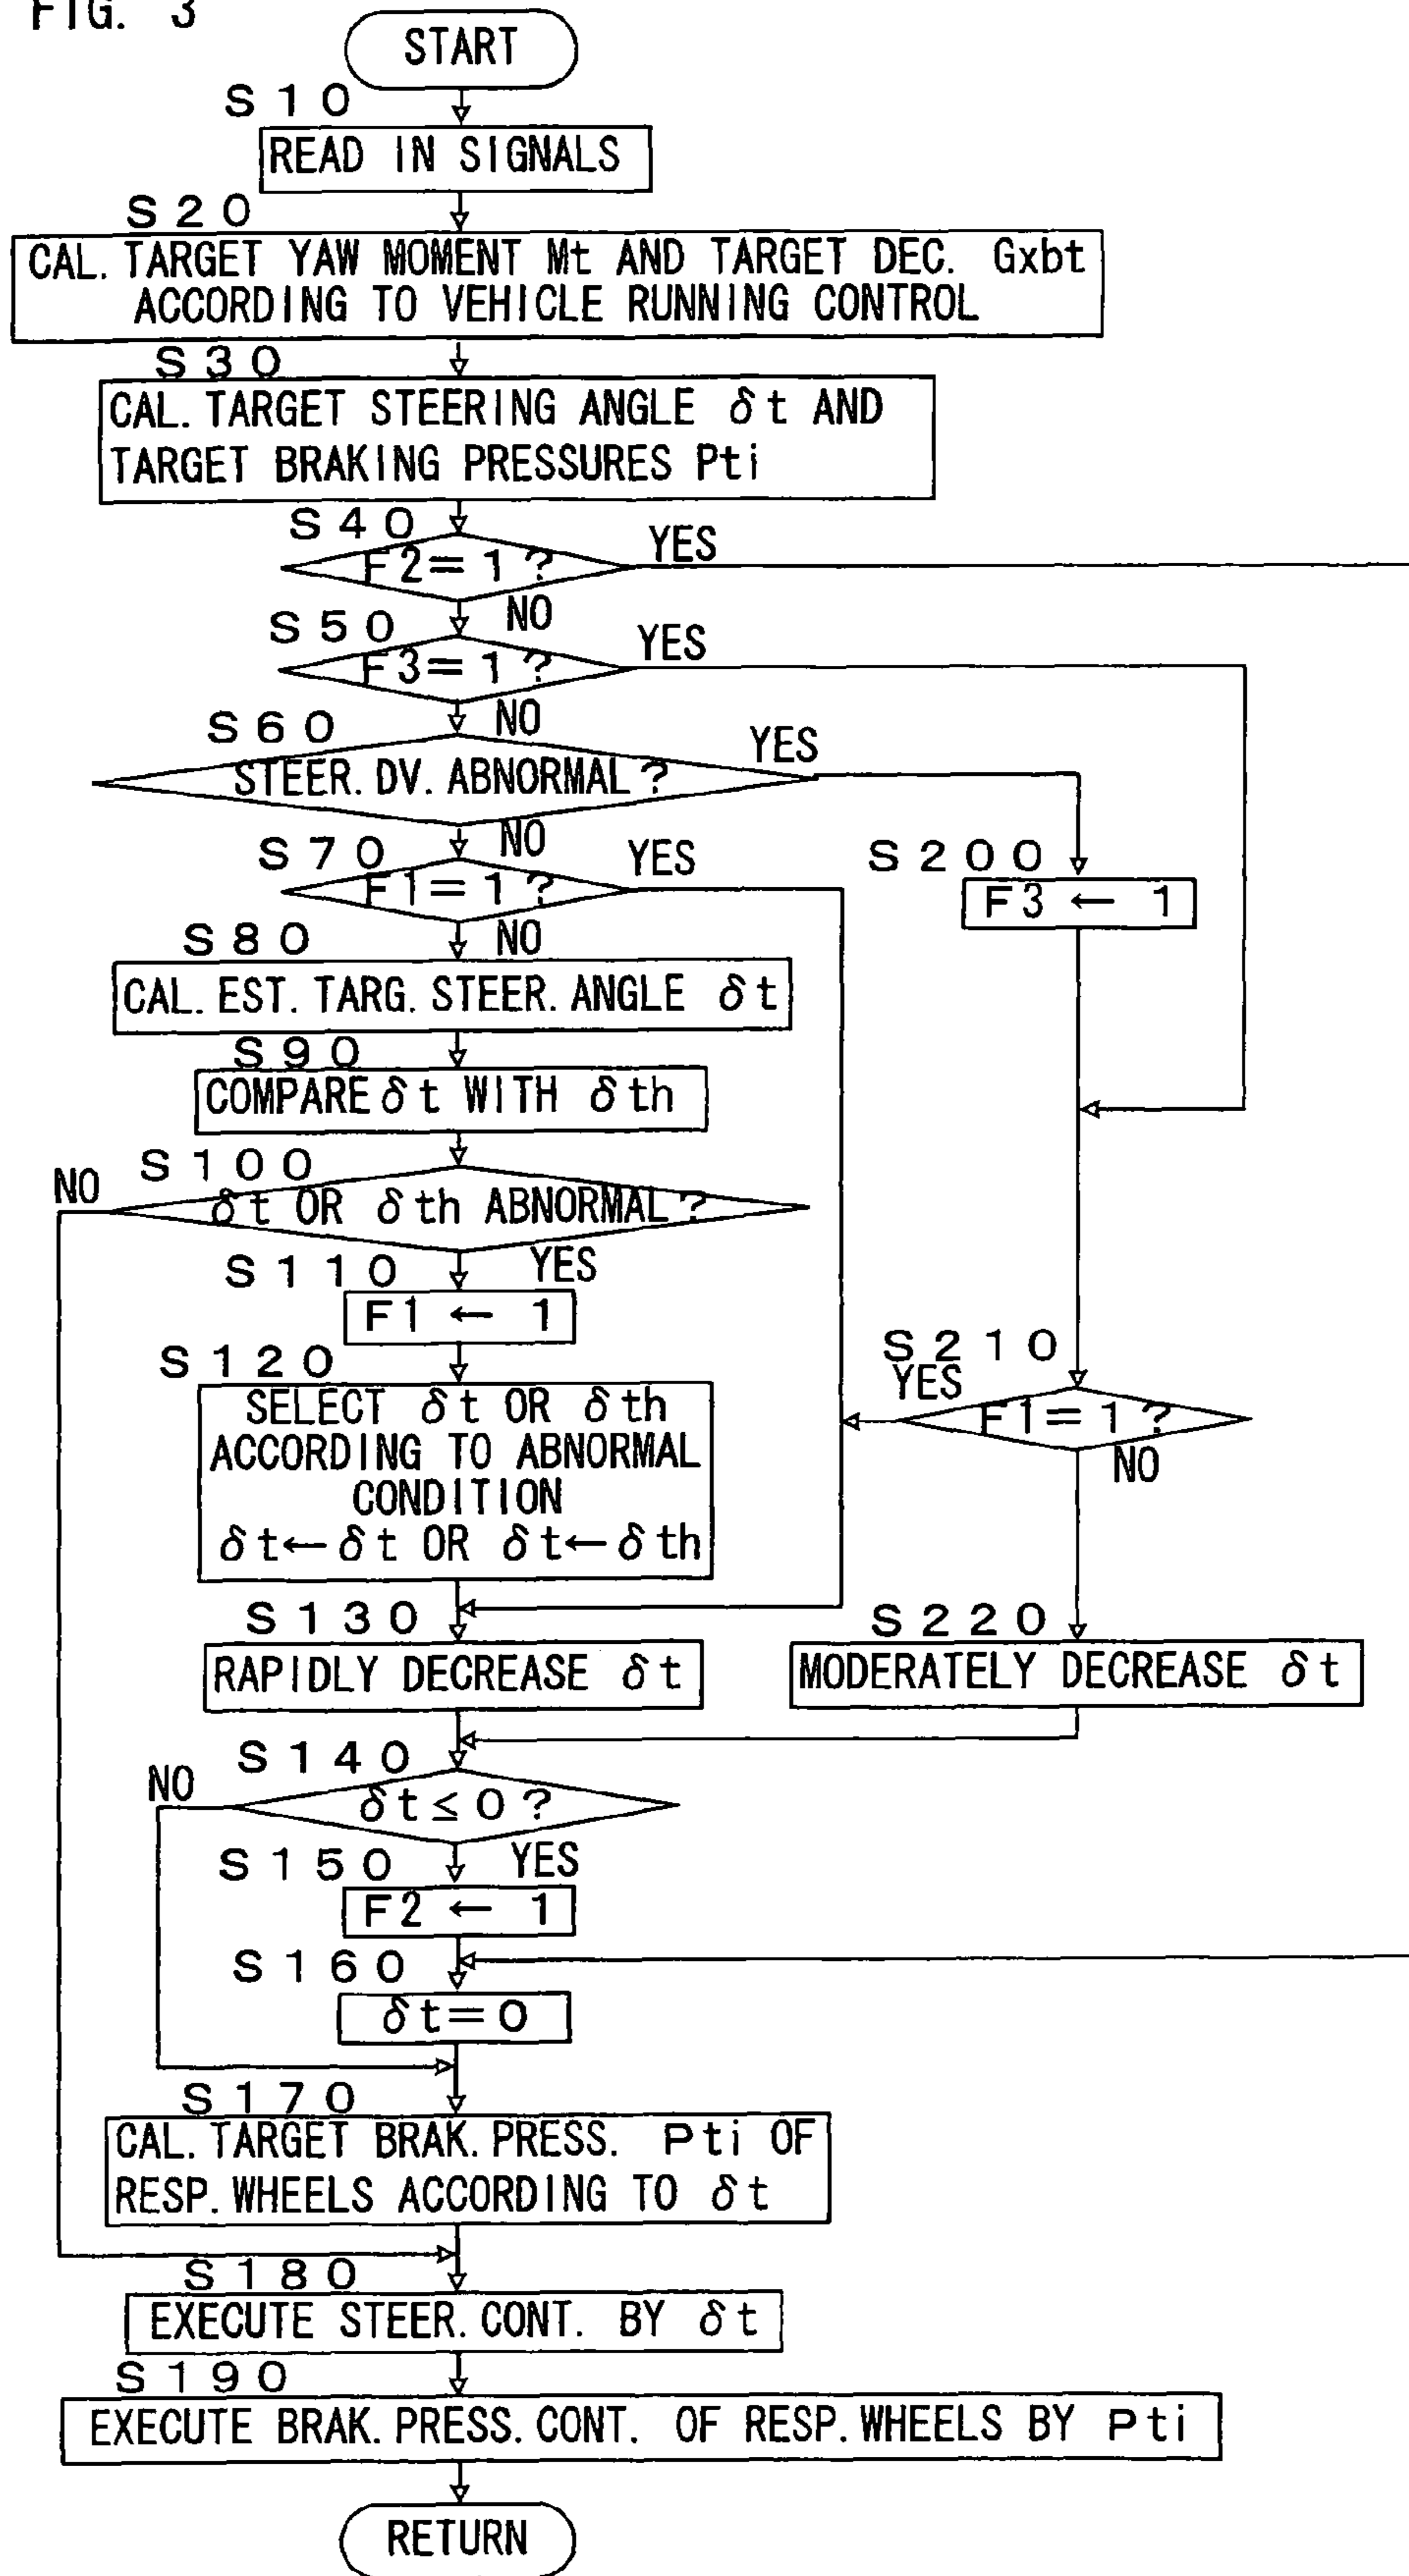 FIG. 3
START
S10
READ IN SIGNALS
S20
CAL. TARGET YAW MOMENT Mt AND TARGET DEC. Gxbt
ACCORDING TO VEHICLE RUNNING CONTROL
S30
CAL. TARGET STEERING ANGLE δt AND
TARGET BRAKING PRESSURES Pti
S40
F2=1?
YES
NO
S50
F3=1?
YES
NO
S60
STEER. DV. ABNORMAL?
YES
NO
S70
F1=1?
YES
NO
S200
F3 ← 1
S80
CAL. EST. TARG. STEER. ANGLE δt
S90
COMPARE δt WITH δth
S100
δt OR δth ABNORMAL?
NO
YES
S110
F1 ← 1
S120
SELECT δt OR δth
ACCORDING TO ABNORMAL
CONDITION
δt←δt OR δt←δth
S210
YES
F1=1?
NO
S130
RAPIDLY DECREASE δt
S220
MODERATELY DECREASE δt
S140
NO
δt≤0?
YES
S150
F2 ← 1
S160
δt=0
S170
CAL. TARGET BRAK. PRESS. Pti OF
RESP. WHEELS ACCORDING TO δt
S180
EXECUTE STEER. CONT. BY δt
S190
EXECUTE BRAK. PRESS. CONT. OF RESP. WHEELS BY Pti
RETURN